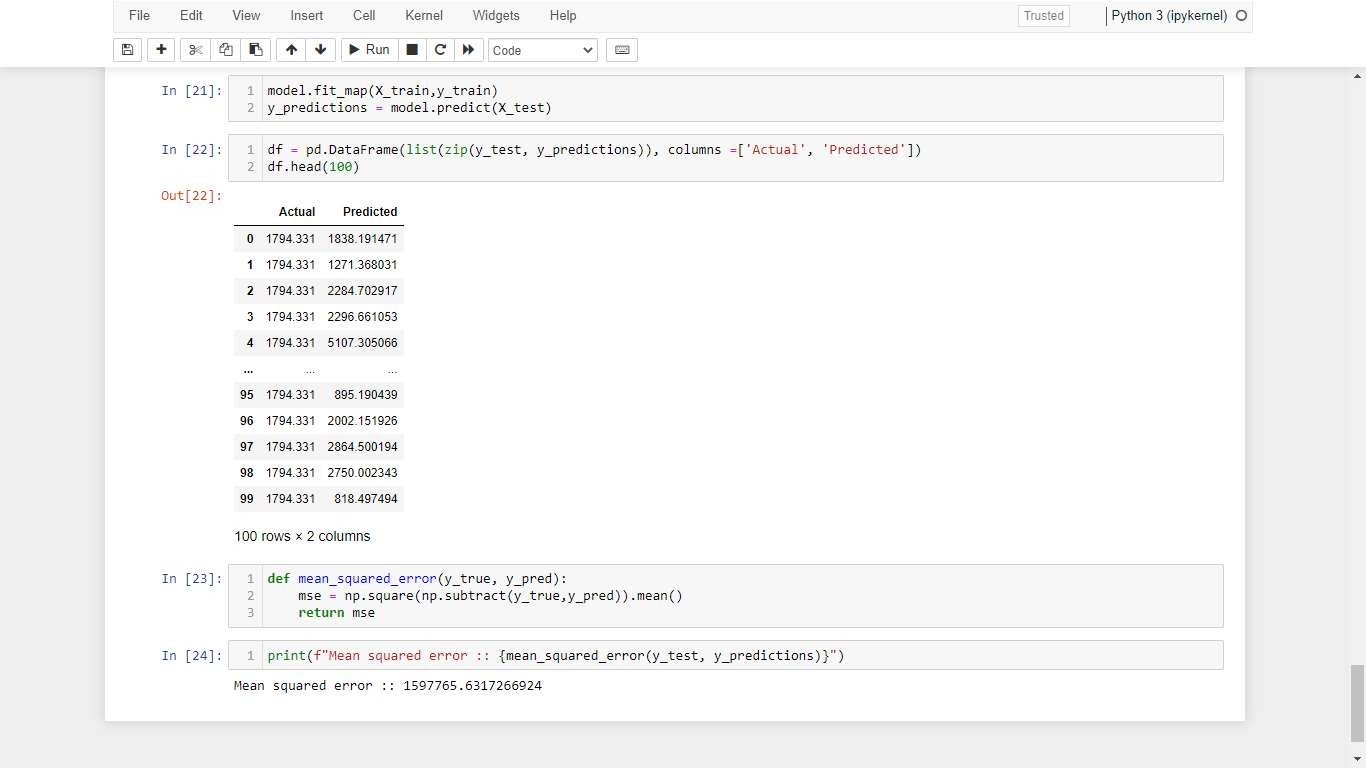 File Edit View Insert Cell Kernel Widgets Help Trusted Python 3 (ipykernel)
Run Code
In [21]: 1 model.fit_map(X_train,y_train)
2 y_predictions = model.predict(X_test)
In [22]: 1 df = pd.DataFrame(list(zip(y_test, y_predictions)), columns =['Actual', 'Predicted'])
2 df.head(100)
Out[22]:
Actual Predicted
0 1794.331 1838.191471
1 1794.331 1271.368031
2 1794.331 2284.702917
3 1794.331 2296.661053
4 1794.331 5107.305066
... ... ...
95 1794.331 895.190439
96 1794.331 2002.151926
97 1794.331 2864.500194
98 1794.331 2750.002343
99 1794.331 818.497494
100 rows × 2 columns
In [23]: 1 def mean_squared_error(y_true, y_pred):
2 mse = np.square(np.subtract(y_true,y_pred)).mean()
3 return mse
In [24]: 1 print(f"Mean squared error :: {mean_squared_error(y_test, y_predictions)}")
Mean squared error :: 1597765.6317266924